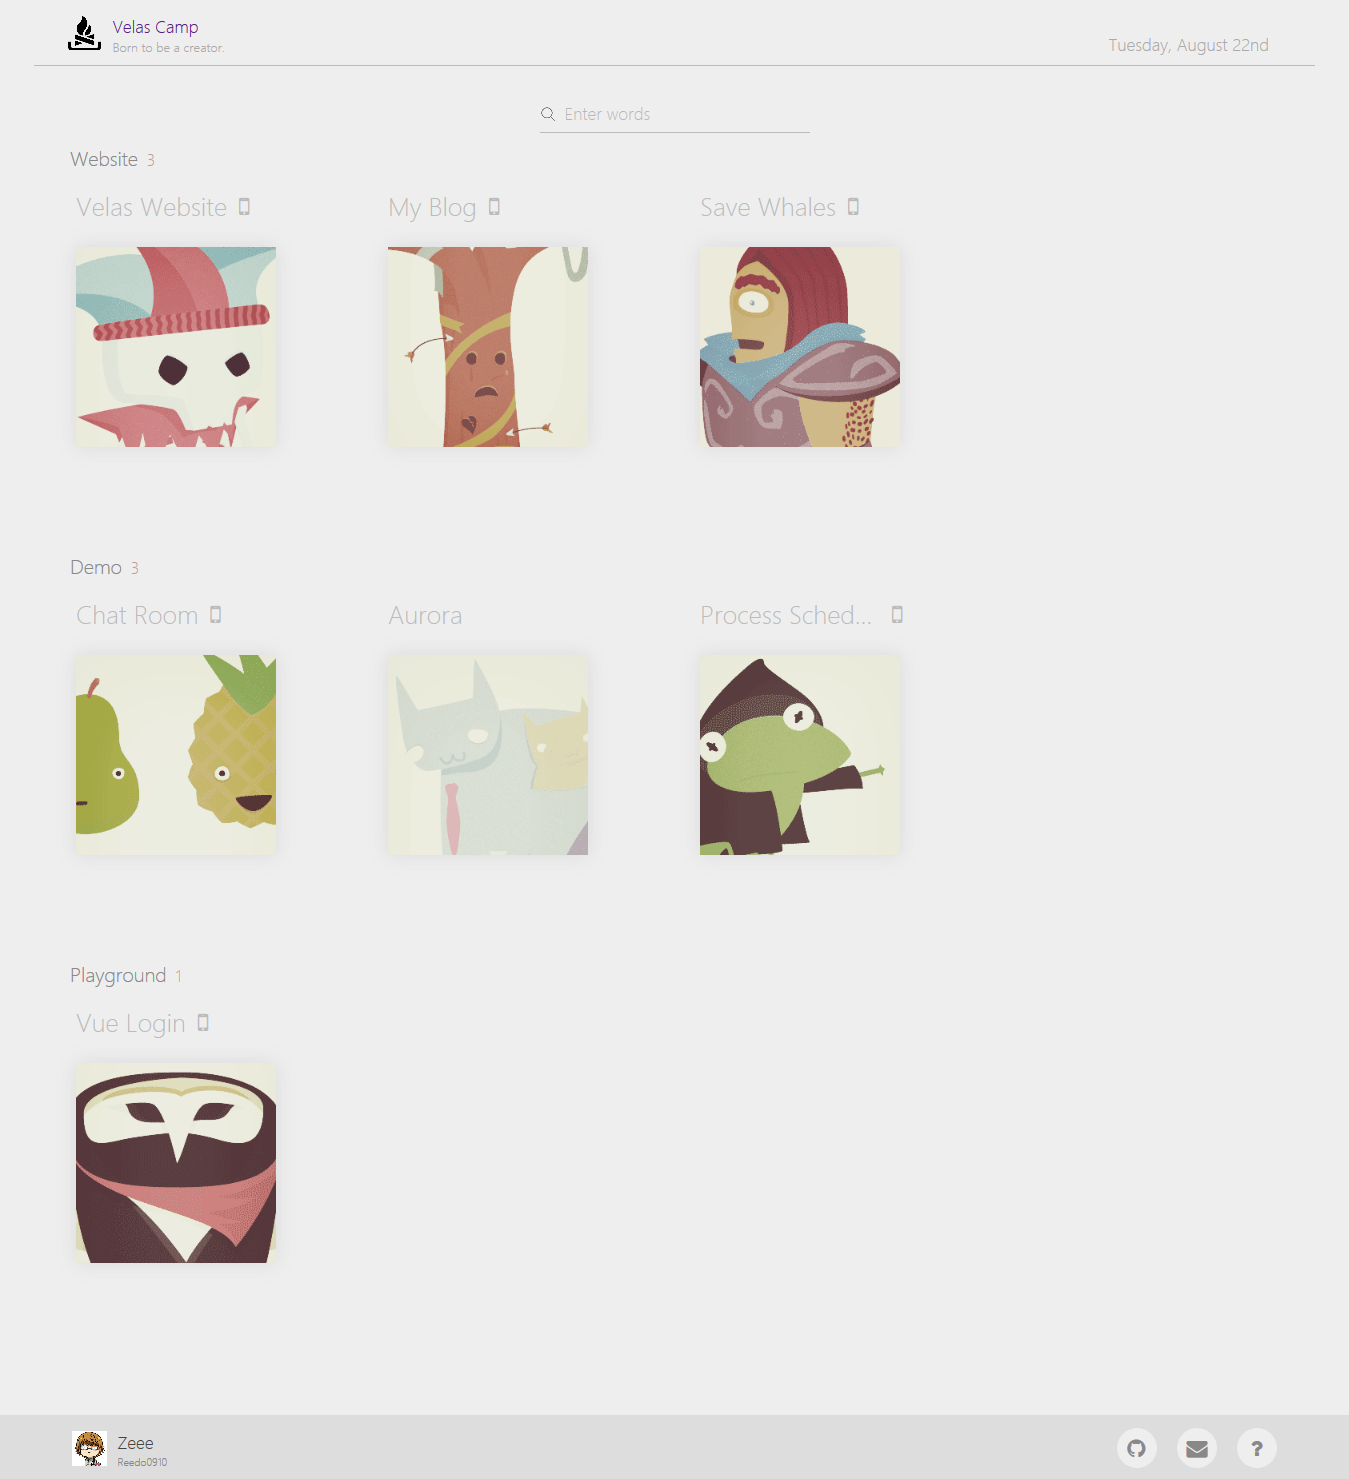 Velas Camp
Born to be a creator.
Tuesday, August 22nd
Enter words
Website 3
Velas Website
My Blog
Save Whales
Demo 3
Chat Room
Aurora
Process Sched...
Playground 1
Vue Login
Zeee
Reedo0910
?